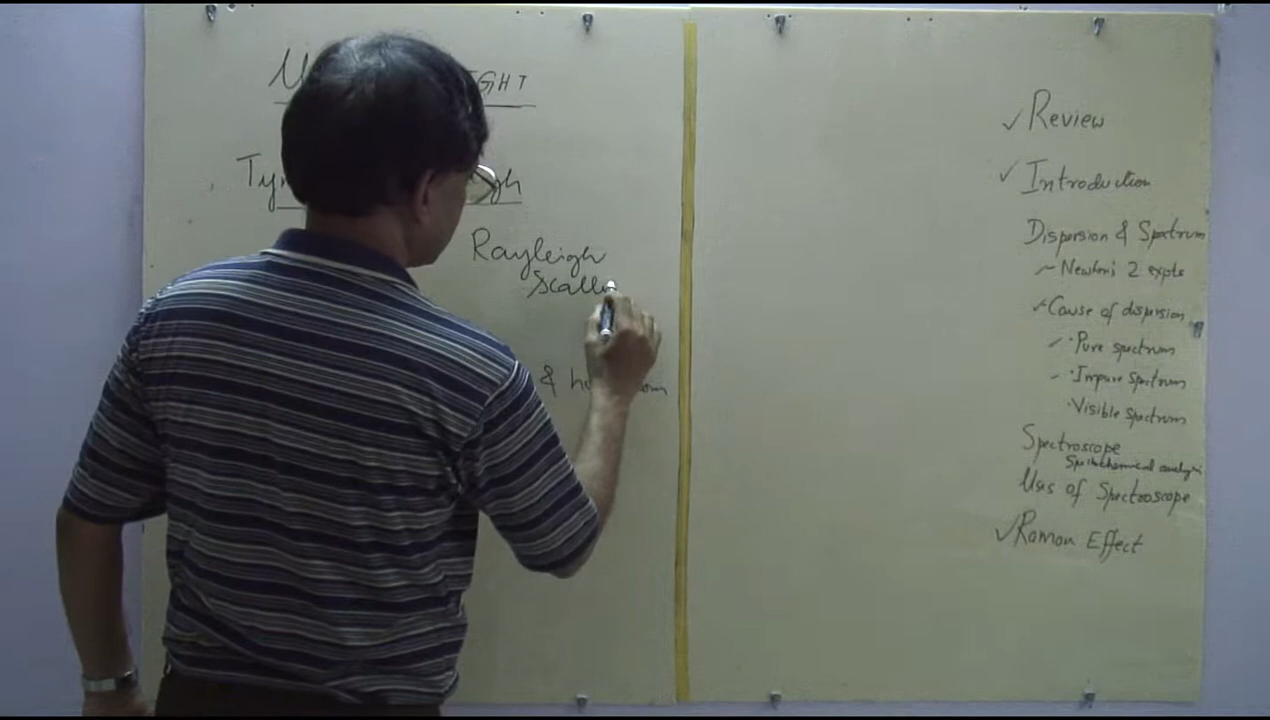 GHT
Rayleigh
Scatt
&
✓ Review
✓ Introduction
Dispersion & Spectrum
Newton's 2 expts
✓ Cause of dispersion
Pure spectrum
Impure spectrum
Visible spectrum
Spectroscope
Spectrochemical analysis
Uses of Spectroscope
✓ Raman Effect